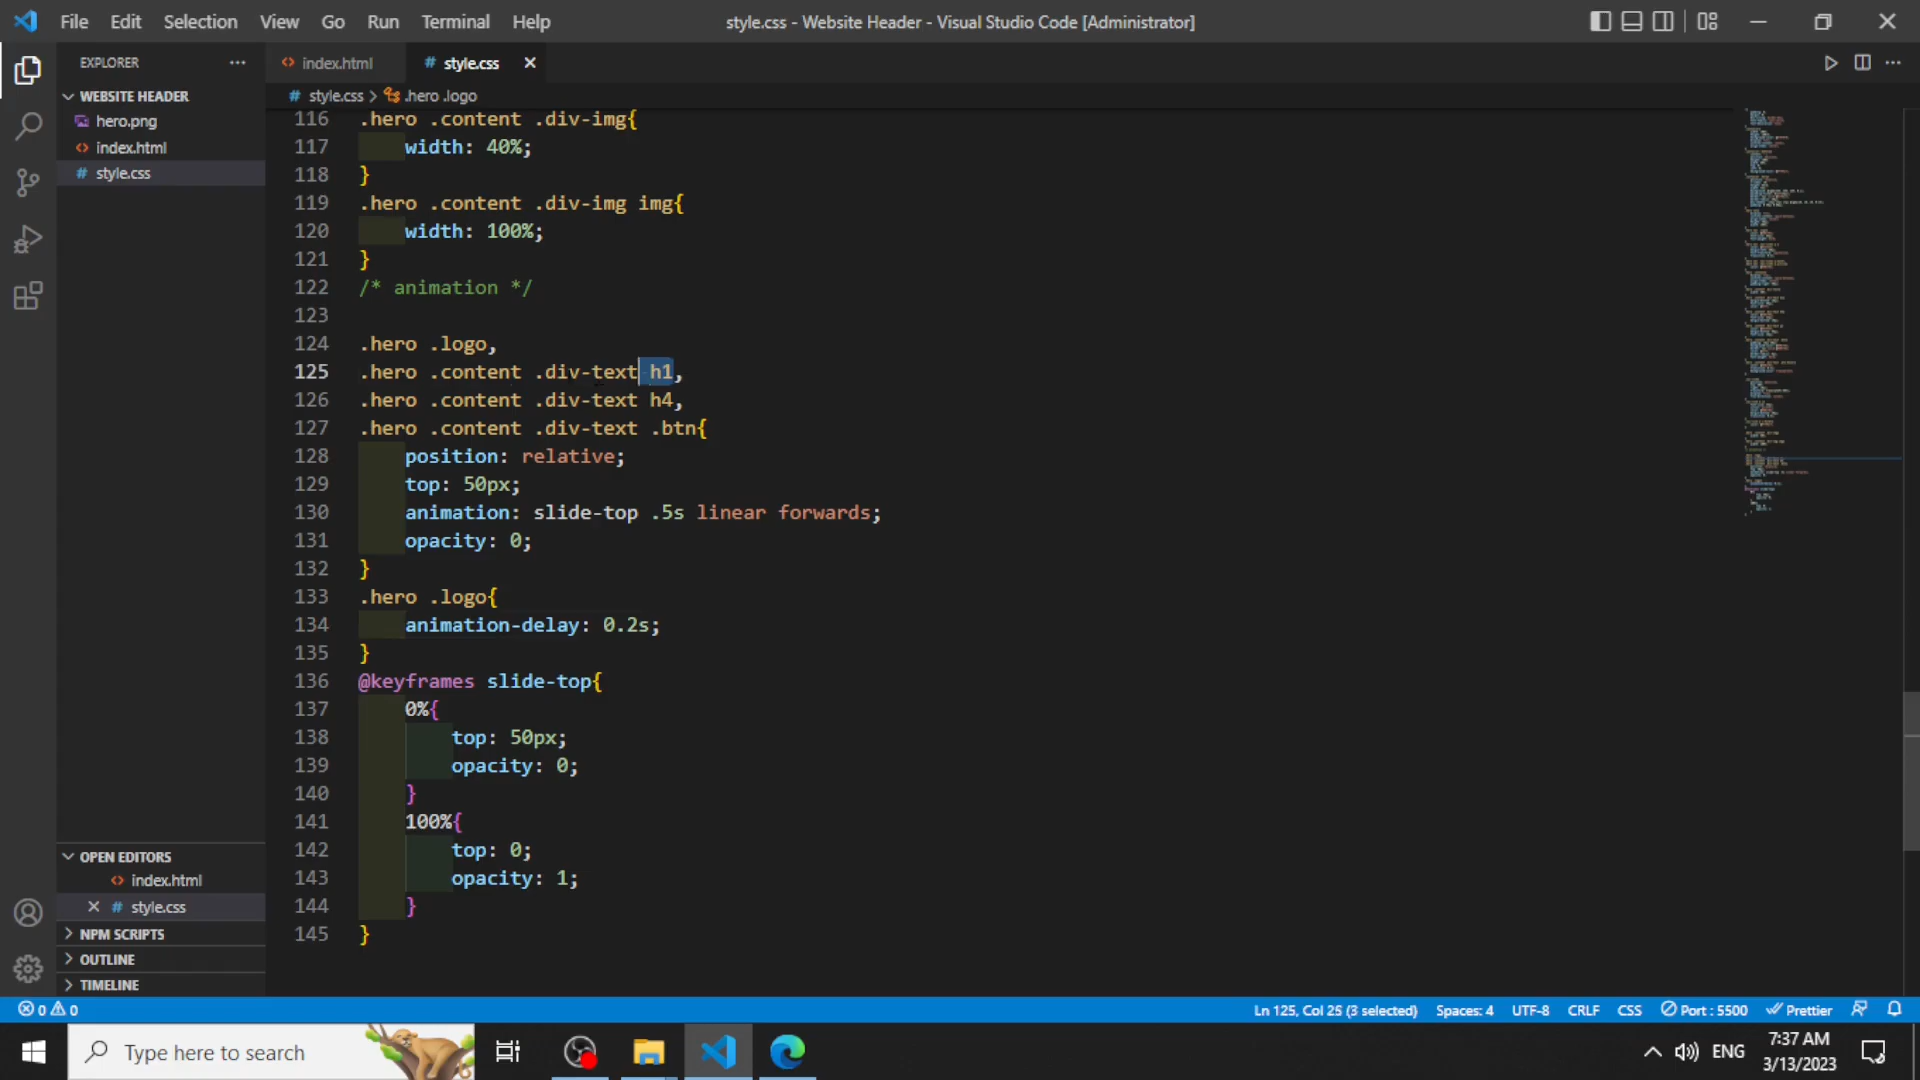 File Edit Selection View Go Run Terminal Help
style.css - Website Header - Visual Studio Code [Administrator]
EXPLORER
index.html
style.css
WEBSITE HEADER
style.css > .hero .logo
hero.png
index.html
style.css
116 .hero .content .div-img{
117 width: 40%;
118 }
119 .hero .content .div-img img{
120 width: 100%;
121 }
122 /* animation */
123
124 .hero .logo,
125 .hero .content .div-text h1,
126 .hero .content .div-text h4,
127 .hero .content .div-text .btn{
128 position: relative;
129 top: 50px;
130 animation: slide-top .5s linear forwards;
131 opacity: 0;
132 }
133 .hero .logo{
134 animation-delay: 0.2s;
135 }
136 @keyframes slide-top{
137 0%{
138 top: 50px;
139 opacity: 0;
140 }
141 100%{
142 top: 0;
143 opacity: 1;
144 }
145 }
OPEN EDITORS
index.html
style.css
NPM SCRIPTS
OUTLINE
TIMELINE
0 0
Ln 125, Col 25 (3 selected) Spaces: 4 UTF-8 CRLF CSS Port : 5500 Prettier
Type here to search
ENG
7:37 AM
3/13/2023